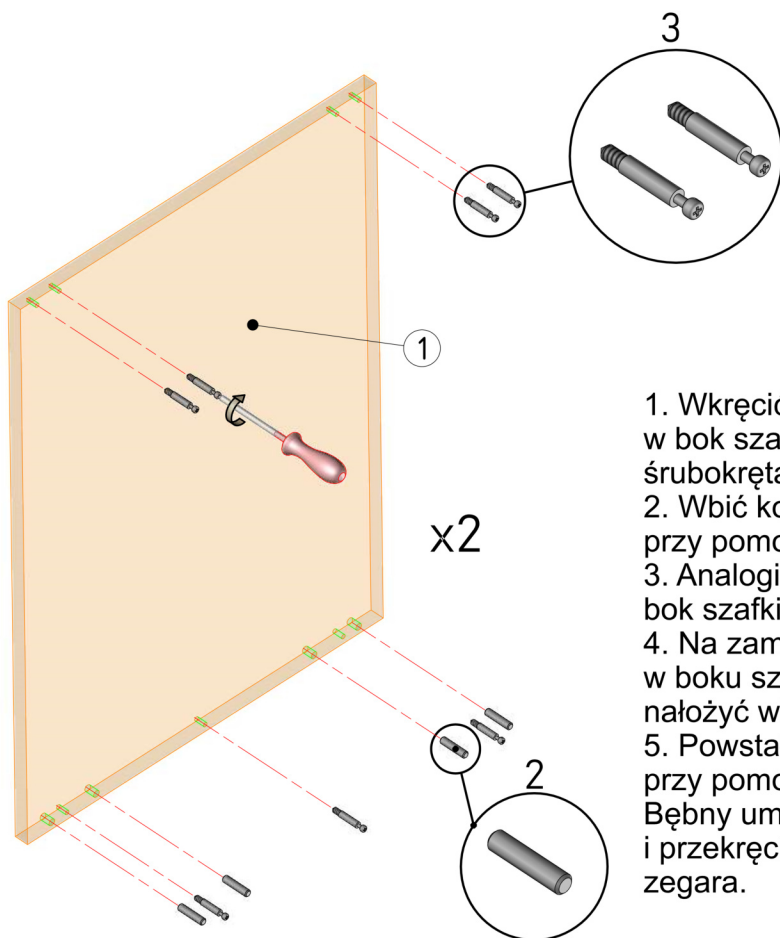 3
1
x2
2
1. Wkręcić
w bok sza
śrubokręta
2. Wbić ko
przy pomo
3. Analogi
bok szafki
4. Na zam
w boku sz
nałożyć w
5. Powsta
przy pomo
Bębny um
i przekręc
zegara.